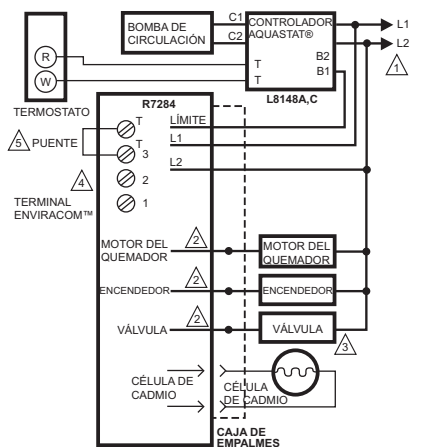 BOMBA DE
CIRCULACIÓN
C1
C2
CONTROLADOR
AQUASTAT®
L1
L2
1
B2
B1
T
T
R
W
TERMOSTATO
L8148A,C
R7284
LÍMITE
L1
L2
T
T
3
2
1
5
PUENTE
4
TERMINAL
ENVIRACOM™
MOTOR DEL
QUEMADOR
2
MOTOR DEL
QUEMADOR
ENCENDEDOR
2
ENCENDEDOR
VÁLVULA
2
VÁLVULA
3
CÉLULA DE
CADMIO
CÉLULA
DE CADMIO
CAJA DE
EMPALMES